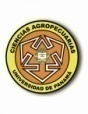 CIENCIAS AGROPECUARIAS
UNIVERSIDAD DE PANAMÁ